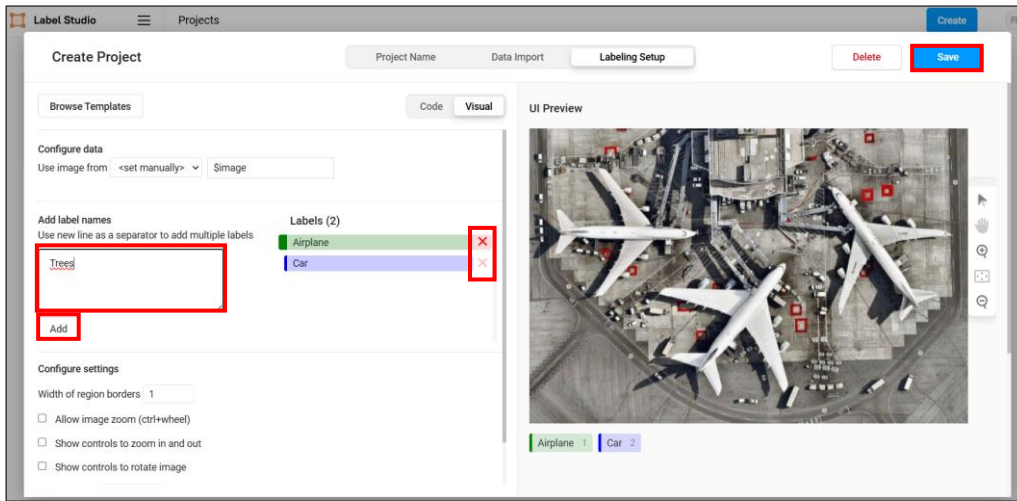 Label Studio Projects Create
Create Project Project Name Data Import Labeling Setup Delete Save
Browse Templates Code Visual UI Preview
Configure data
Use image from <set manually> $image
Add label names Labels (2)
Use new line as a separator to add multiple labels
Airplane
Trees Car
Add
Configure settings
Width of region borders 1
Allow image zoom (ctrl+wheel)
Show controls to zoom in and out
Show controls to rotate image
Airplane 1 Car 2